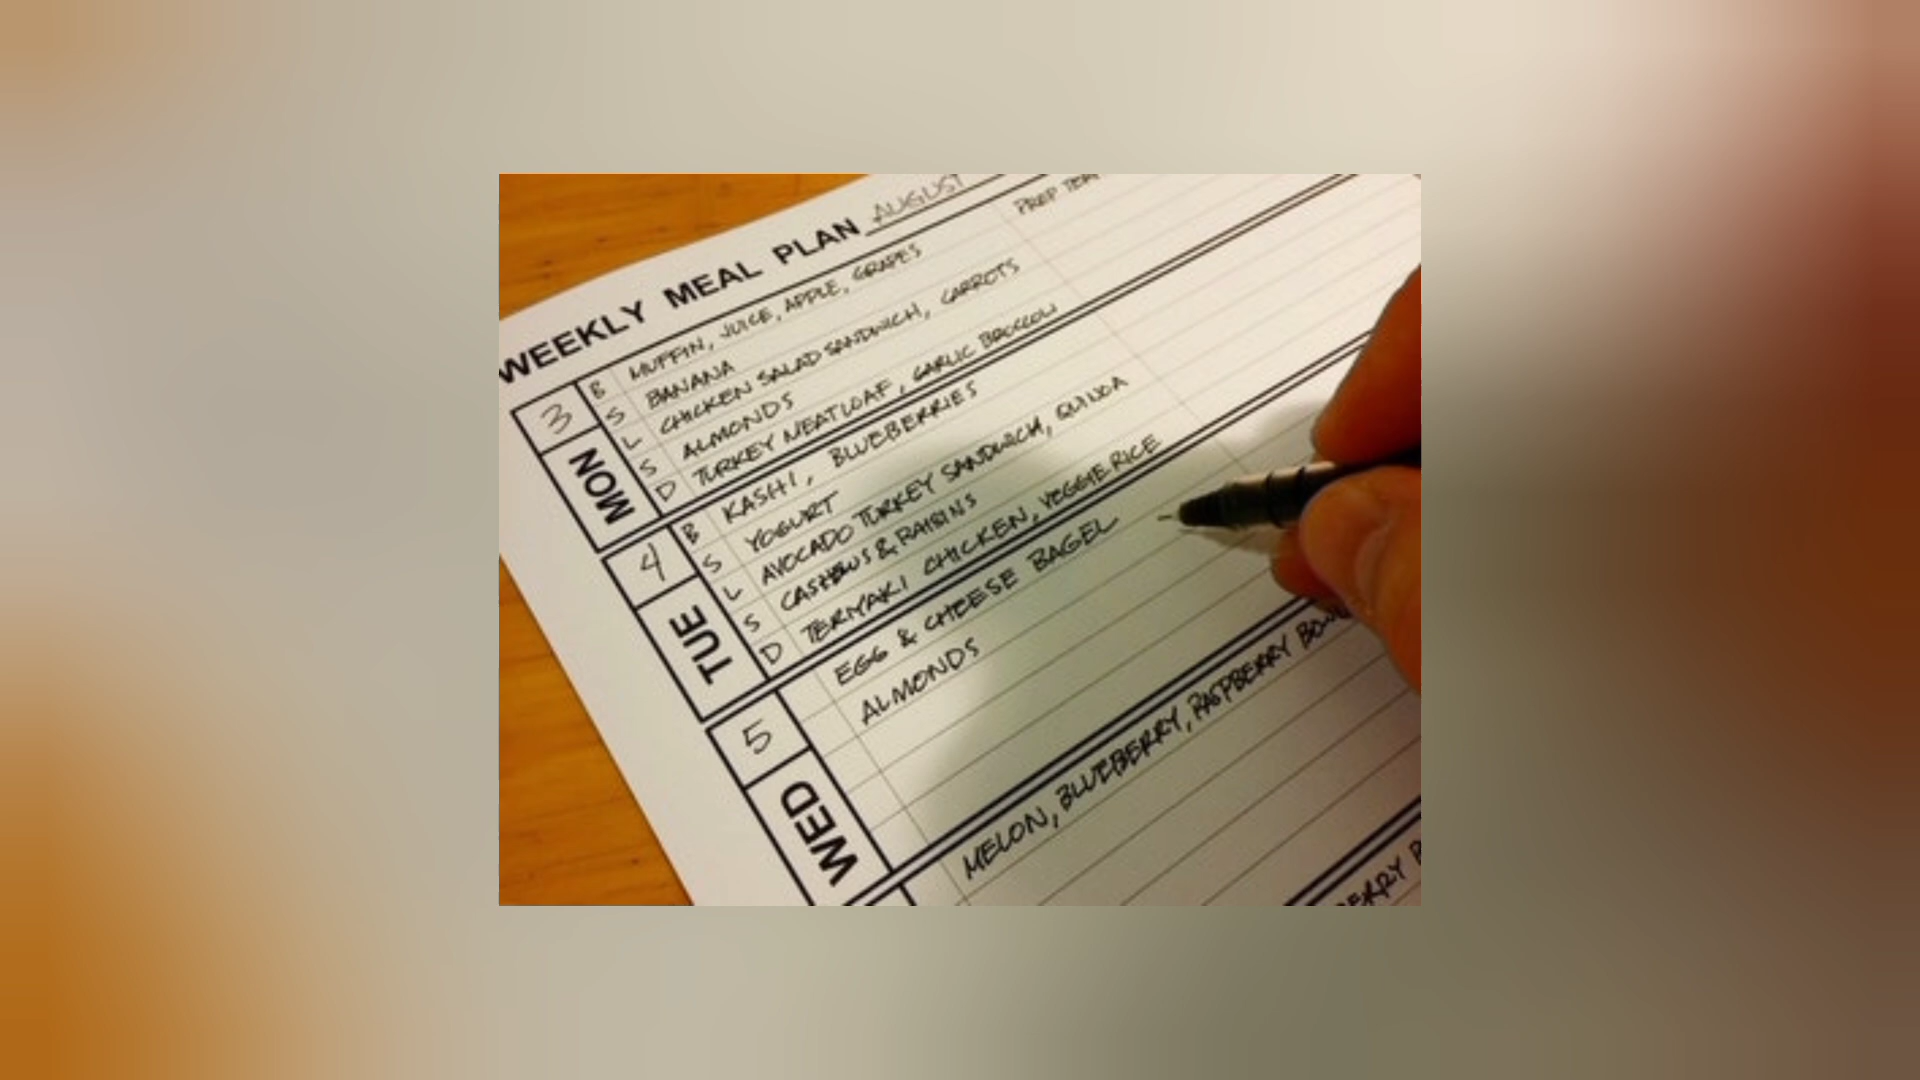 WEEKLY MEAL PLAN AUGUST
PREP
3 MON
B MUFFIN, JUICE, APPLE, GRAPES
S BANANA
L CHICKEN SALAD SANDWICH, CARROTS
S ALMONDS
D TURKEY MEATLOAF, GARLIC BROCCOLI
4 TUE
B KASHI, BLUEBERRIES
S YOGURT
L AVOCADO TURKEY SANDWICH, QUINOA
S CASHEWS & RAISINS
D TERIYAKI CHICKEN, VEGGIE RICE
5 WED
EGG & CHEESE BAGEL
ALMONDS
MELON, BLUEBERRY, RASPBERRY